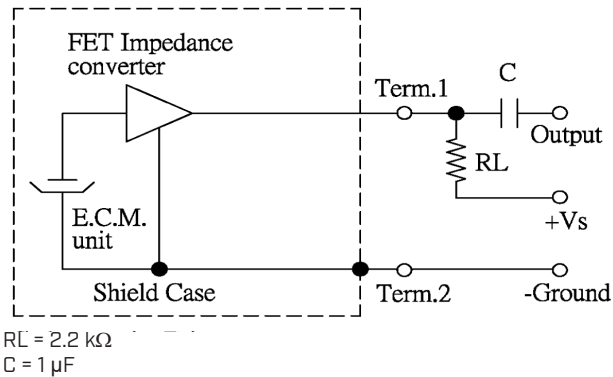 FET Impedance
converter
Term.1
C
Output
RL
+Vs
E.C.M.
unit
Shield Case
Term.2
-Ground
RL = 2.2 kΩ
C = 1 µF